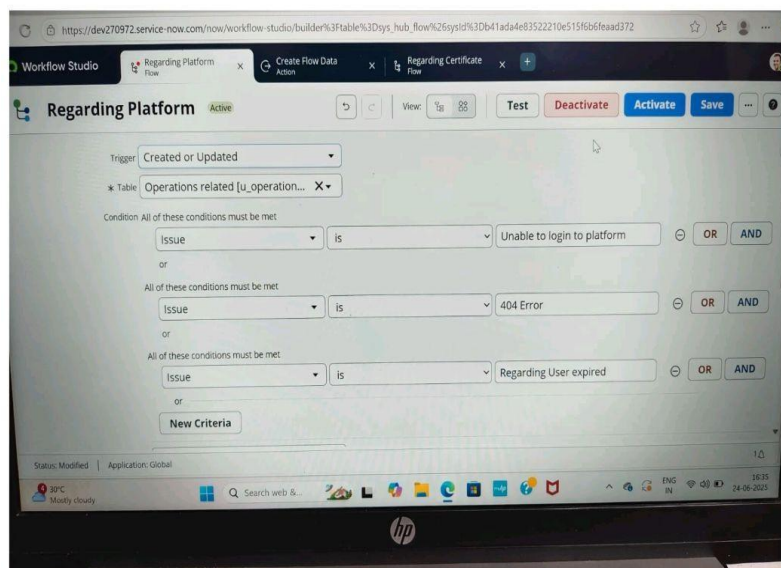 https://dev270972.service-now.com/now/workflow-studio/builder%3Ftable%3Dsys_hub_flow%26sysId%3Db41ada4e83522210e515f6b6feaad372
Workflow Studio
Regarding Platform
Flow
Create Flow Data
Action
Regarding Certificate
Flow
Regarding Platform Active View: Test Deactivate Activate Save ... ?
Trigger Created or Updated
* Table Operations related [u_operation... X
Condition All of these conditions must be met
Issue is Unable to login to platform OR AND
or
All of these conditions must be met
Issue is 404 Error OR AND
or
All of these conditions must be met
Issue is Regarding User expired OR AND
or
New Criteria
Status: Modified | Application: Global
30°C
Mostly cloudy
Search web &...
ENG
IN
16:35
24-06-2025
hp